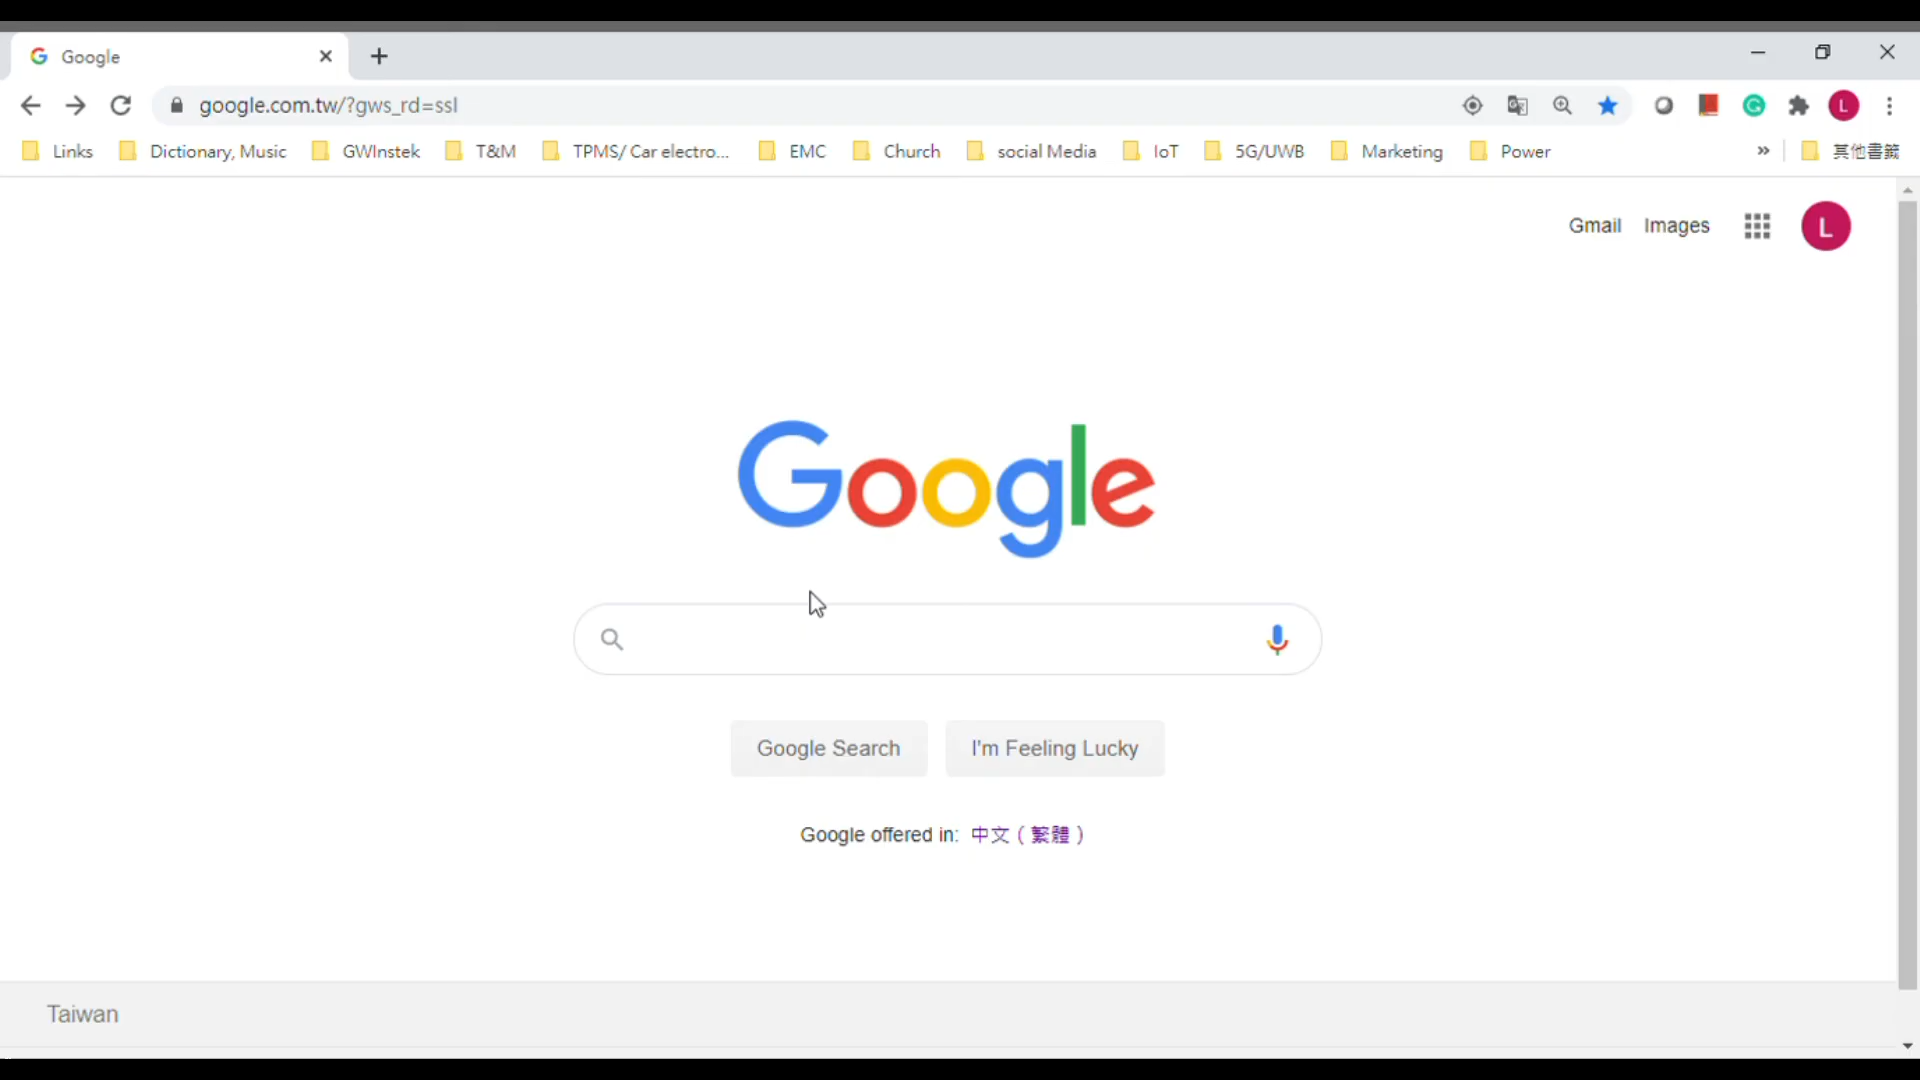 Google
google.com.tw/?gws_rd=ssl
L
Links Dictionary, Music GWInstek T&M TPMS/ Car electro... EMC Church social Media IoT 5G/UWB Marketing Power » 其他書籤
Gmail Images L
Google
Google Search I'm Feeling Lucky
Google offered in: 中文 ( 繁體 )
Taiwan